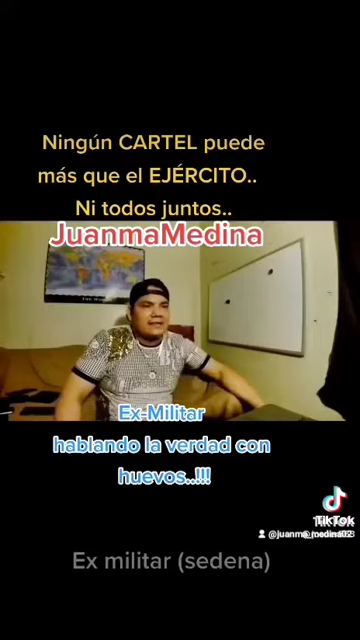 Ningún CARTEL puede
más que el EJÉRCITO..
Ni todos juntos..
JuanmaMedina
Ex-Militar
hablando la verdad con
huevos..!!!
TikTok
Ex militar (sedena)